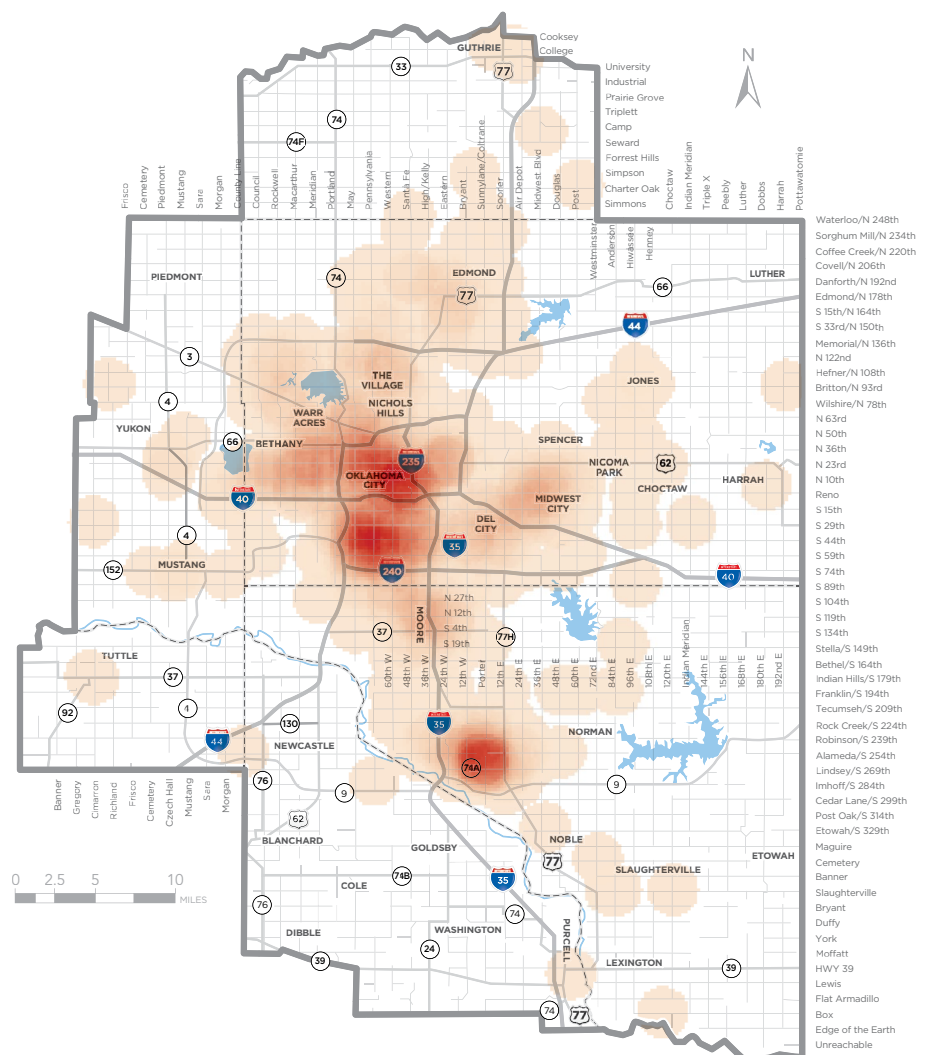 Cooksey
College
GUTHRIE
77
33
N
University
Industrial
Prairie Grove
Triplett
Camp
Seward
Forrest Hills
Simpson
Charter Oak
Simmons
74
74F
Frisco
Cemetery
Piedmont
Mustang
Sara
Morgan
County Line
Council
Rockwell
Macarthur
Meridian
Portland
May
Pennsylvania
Western
Santa Fe
High/Kelly
Eastern
Bryant
Sunnylane/Coltrane
Sooner
Air Depot
Midwest Blvd
Douglas
Post
Westminster
Anderson
Hiwassee
Henney
Choctaw
Indian Meridian
Triple X
Peebly
Luther
Dobbs
Harrah
Pottawatomie
Waterloo/N 248th
Sorghum Mill/N 234th
Coffee Creek/N 220th
Covell/N 206th
Danforth/N 192nd
Edmond/N 178th
S 15th/N 164th
S 33rd/N 150th
Memorial/N 136th
N 122nd
Hefner/N 108th
Britton/N 93rd
Wilshire/N 78th
N 63rd
N 50th
N 36th
N 23rd
N 10th
Reno
S 15th
S 29th
S 44th
S 59th
S 74th
S 89th
S 104th
S 119th
S 134th
Stella/S 149th
Bethel/S 164th
Indian Hills/S 179th
Franklin/S 194th
Tecumseh/S 209th
Rock Creek/S 224th
Robinson/S 239th
Alameda/S 254th
Lindsey/S 269th
Imhoff/S 284th
Cedar Lane/S 299th
Post Oak/S 314th
Etowah/S 329th
Maguire
Cemetery
Banner
Slaughterville
Bryant
Duffy
York
Moffatt
HWY 39
Lewis
Flat Armadillo
Box
Edge of the Earth
Unreachable
PIEDMONT
74
EDMOND
77
66
LUTHER
44
3
THE
VILLAGE
JONES
4
NICHOLS
HILLS
WARR
ACRES
YUKON
66
BETHANY
SPENCER
235
NICOMA
PARK
62
OKLAHOMA
CITY
CHOCTAW
HARRAH
40
MIDWEST
CITY
DEL
CITY
4
35
MUSTANG
152
240
40
N 27th
N 12th
S 4th
S 19th
MOORE
37
77H
TUTTLE
37
60th W
48th W
36th W
24th W
12th W
Porter
12th E
24th E
36th E
48th E
60th E
72nd E
84th E
96th E
108th E
120th E
Indian Meridian
144th E
156th E
168th E
180th E
192nd E
92
4
35
130
44
NEWCASTLE
NORMAN
74A
76
9
9
Banner
Gregory
Cimarron
Richland
Frisco
Cemetery
Czech Hall
Mustang
Sara
Morgan
62
BLANCHARD
GOLDSBY
NOBLE
77
ETOWAH
SLAUGHTERVILLE
0 2.5 5 10
MILES
COLE
74B
35
76
74
DIBBLE
WASHINGTON
PURCELL
24
39
LEXINGTON
39
74
77